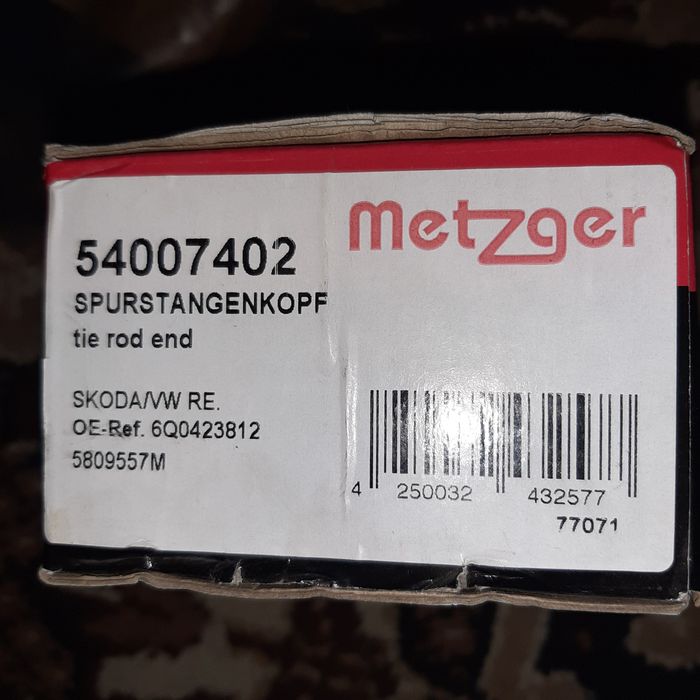 Metzger
54007402
SPURSTANGENKOPF
tie rod end
SKODA/VW RE.
OE-Ref. 6Q0423812
5809557M
4 250032 432577
77071